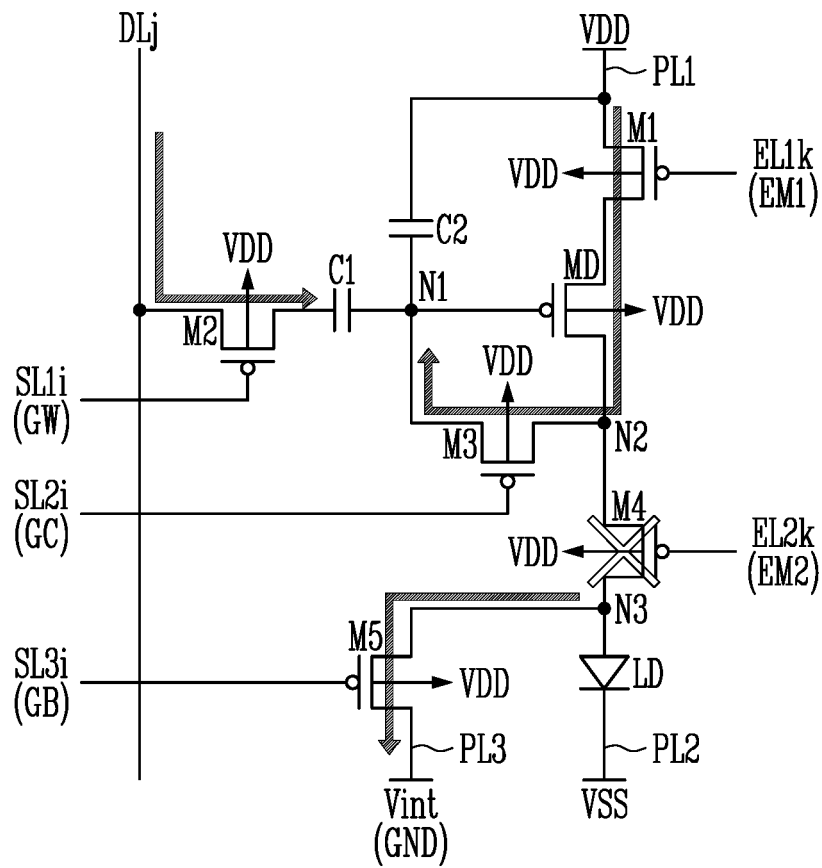 DLj
VDD
PL1
M1
VDD
EL1k
(EM1)
C2
VDD
C1
N1
MD
VDD
M2
SL1i
(GW)
VDD
M3
N2
SL2i
(GC)
M4
VDD
EL2k
(EM2)
N3
M5
SL3i
(GB)
VDD
LD
PL3
PL2
Vint
(GND)
VSS